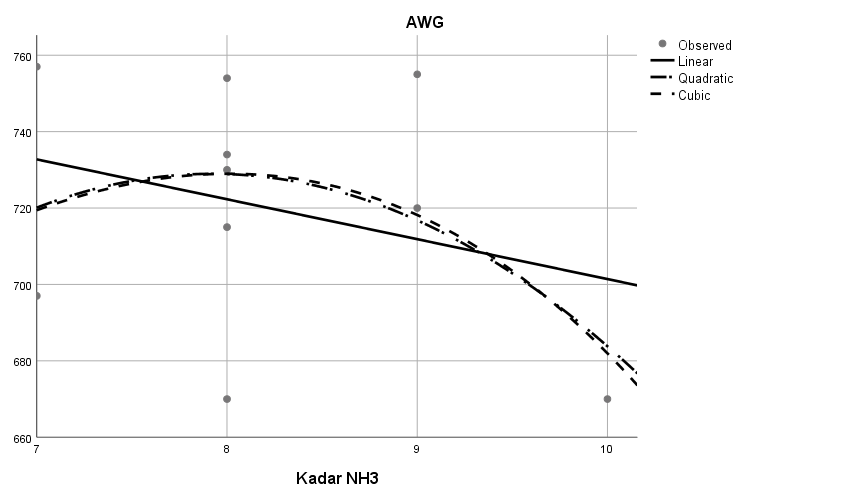 AWG
Observed
Linear
Quadratic
Cubic
760
740
720
700
680
660
7 8 9 10
Kadar NH3